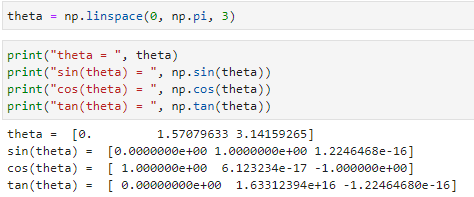 theta = np.linspace(0, np.pi, 3)
print("theta = ", theta)
print("sin(theta) = ", np.sin(theta))
print("cos(theta) = ", np.cos(theta))
print("tan(theta) = ", np.tan(theta))
theta =  [0.         1.57079633 3.14159265]
sin(theta) =  [0.0000000e+00 1.0000000e+00 1.2246468e-16]
cos(theta) =  [ 1.000000e+00  6.123234e-17 -1.000000e+00]
tan(theta) =  [ 0.00000000e+00  1.63312394e+16 -1.22464680e-16]